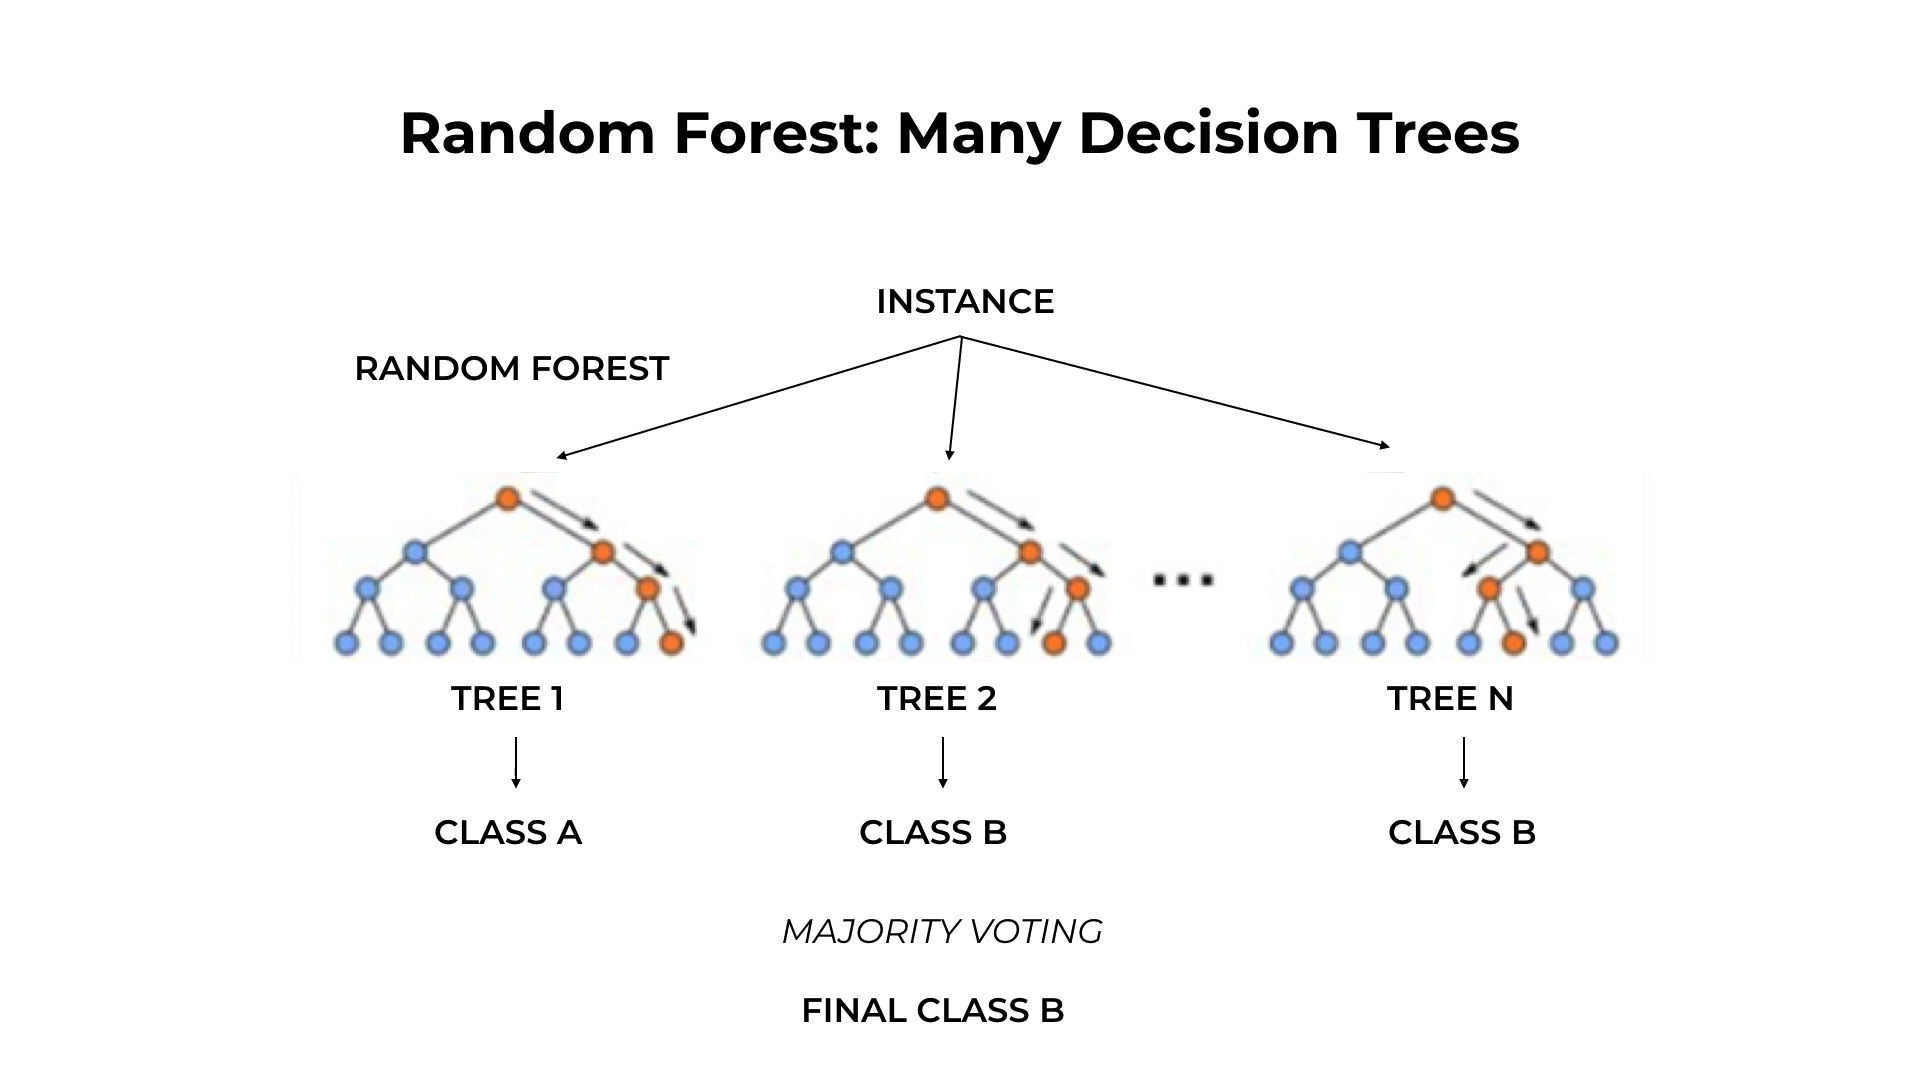 Random Forest: Many Decision Trees
INSTANCE
RANDOM FOREST
TREE 1
TREE 2
TREE N
CLASS A
CLASS B
CLASS B
MAJORITY VOTING
FINAL CLASS B